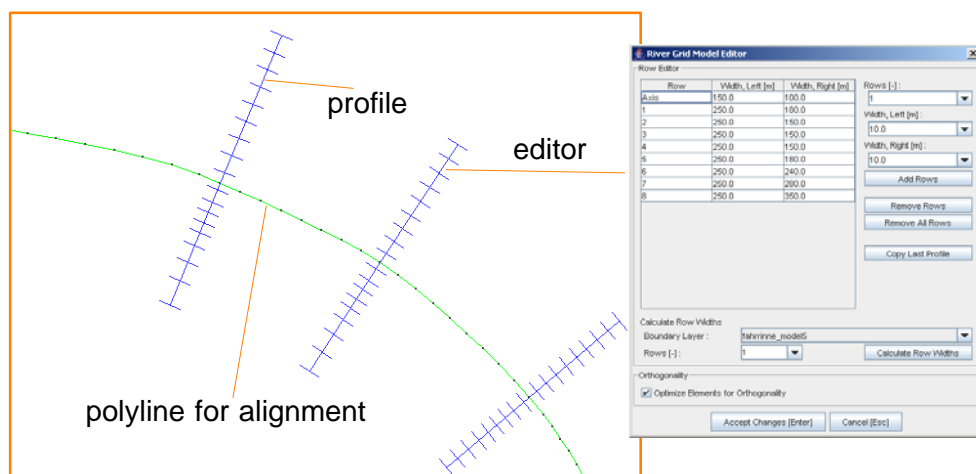 profile
editor
polyline for alignment
River Grid Model Editor
Row Editor
Row Width, Left [m] Width, Right [m]
Axis 150.0 100.0
1 250.0 180.0
2 250.0 150.0
3 250.0 150.0
4 250.0 150.0
5 250.0 180.0
6 250.0 240.0
7 250.0 280.0
8 250.0 350.0
Rows [-] :
1
Width, Left [m] :
10.0
Width, Right [m] :
10.0
Add Rows
Remove Rows
Remove All Rows
Copy Last Profile
Calculate Row Widths
Boundary Layer : fahrrinne_model5
Rows [-] : 1 Calculate Row Widths
Orthogonality
Optimize Elements for Orthogonality
Accept Changes [Enter] Cancel [Esc]